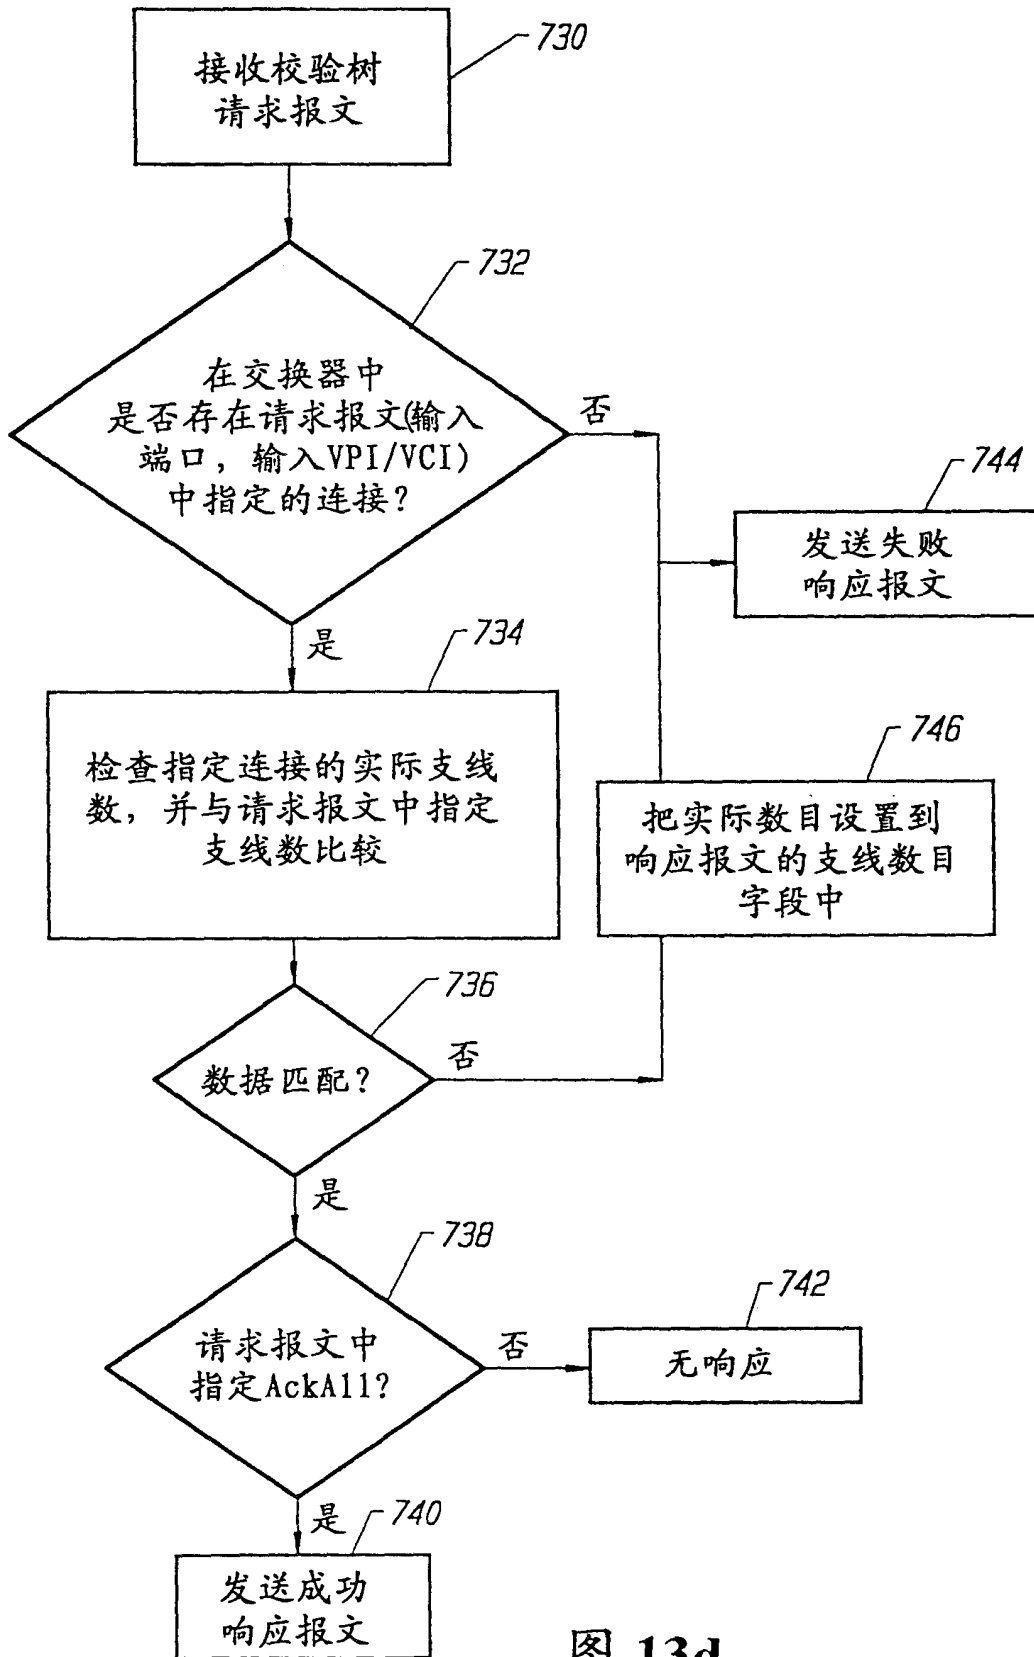 730
接收校验树
请求报文
732
在交换器中
是否存在请求报文(输入
端口，输入VPI/VCI)
中指定的连接？
否
744
发送失败
响应报文
是
734
检查指定连接的实际支线
数，并与请求报文中指定
支线数比较
746
把实际数目设置到
响应报文的支线数目
字段中
736
数据匹配？
否
是
738
请求报文中
指定AckAll？
否
742
无响应
是
740
发送成功
响应报文
图 13d